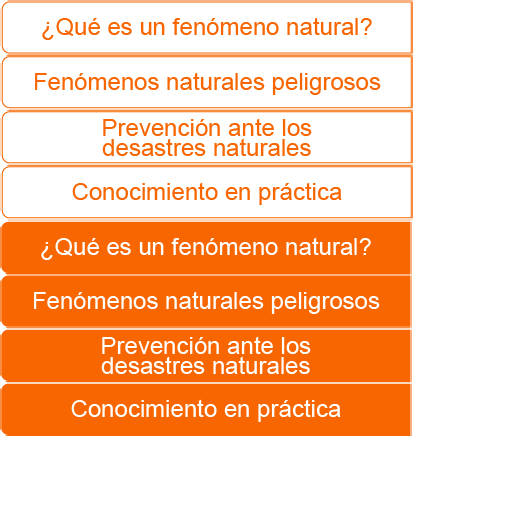 ¿Qué es un fenómeno natural?
Fenómenos naturales peligrosos
Prevención ante los
desastres naturales
Conocimiento en práctica
¿Qué es un fenómeno natural?
Fenómenos naturales peligrosos
Prevención ante los
desastres naturales
Conocimiento en práctica